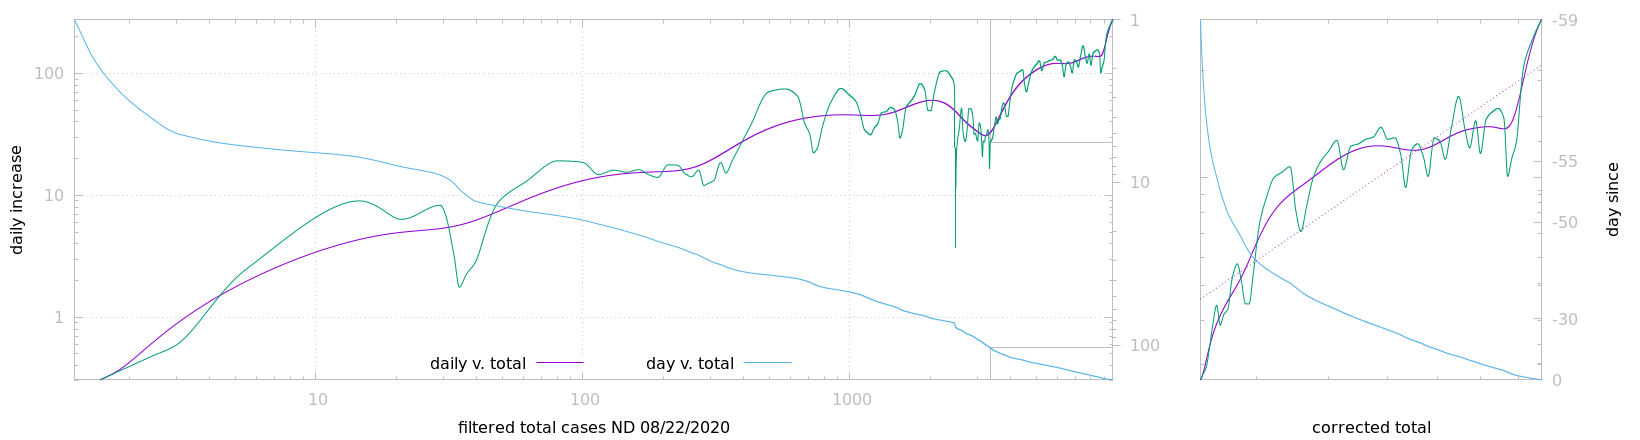 daily increase
100
10
1
10
100
1000
filtered total cases ND 08/22/2020
daily v. total
day v. total
1
10
100
-59
-55
-50
-30
0
day since
corrected total